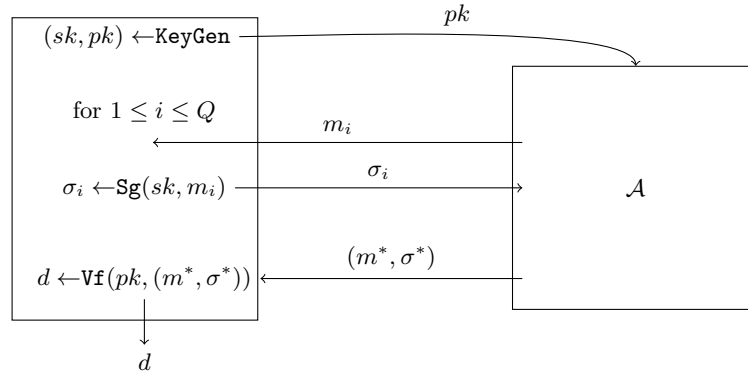 pk
(sk, pk) ←KeyGen
for 1 ≤ i ≤ Q
m_i
σ_i ←Sg(sk, m_i)
σ_i
𝒜
(m*, σ*)
d ←Vf(pk, (m*, σ*))
d